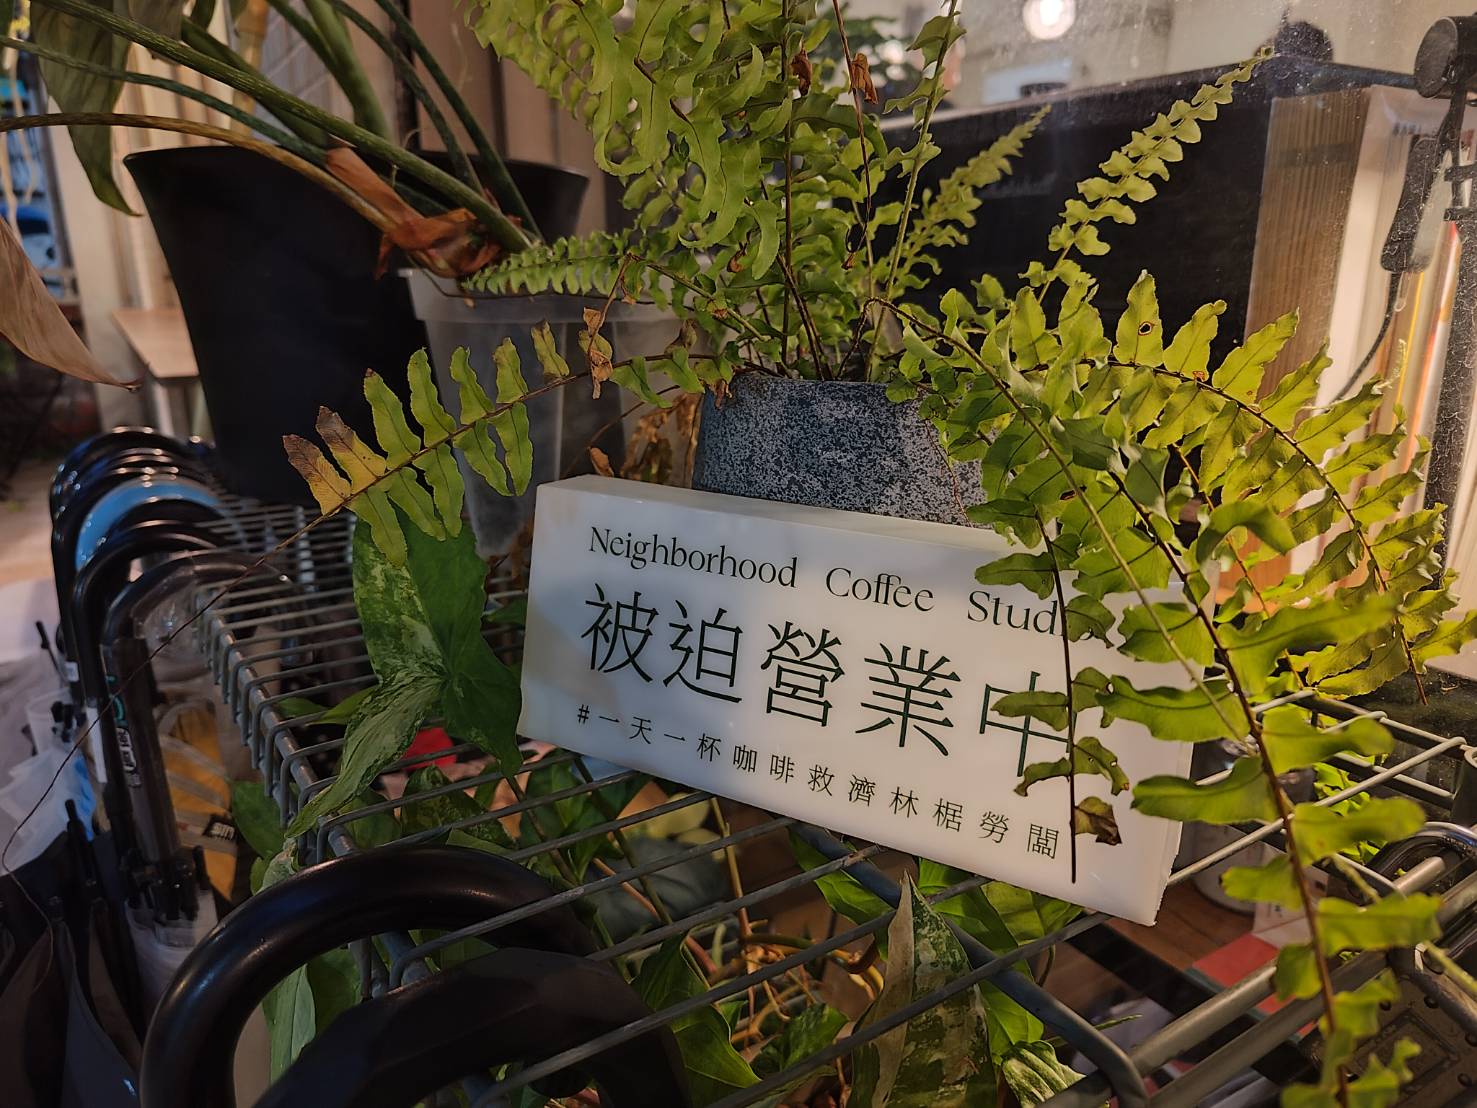 Neighborhood Coffee Studio
被迫營業中
#一天一杯咖啡救濟林椐勞闆